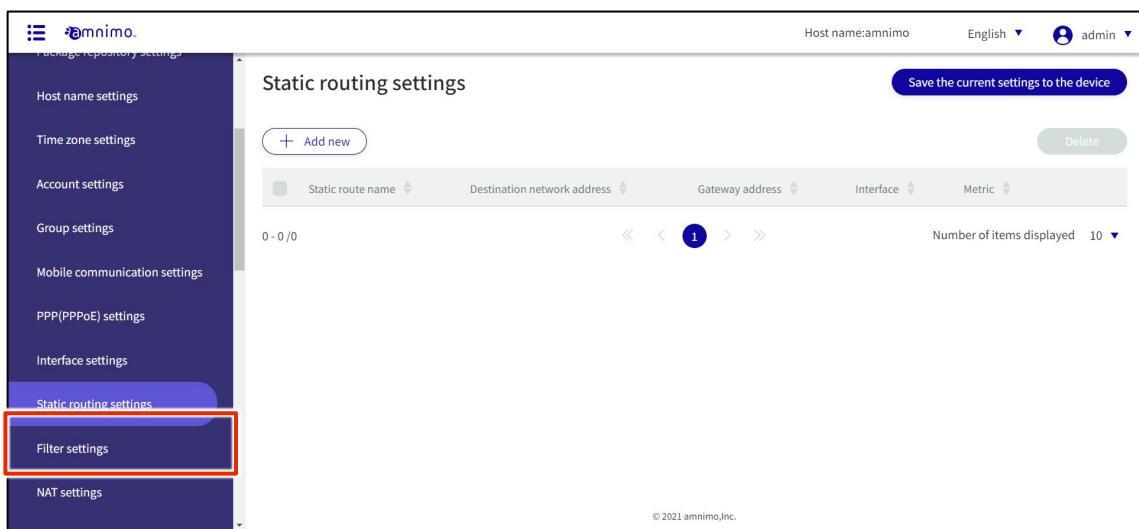 amnimo
Host name:amnimo
English
admin
Package repository settings
Host name settings
Time zone settings
Account settings
Group settings
Mobile communication settings
PPP(PPPoE) settings
Interface settings
Static routing settings
Filter settings
NAT settings
Static routing settings
Save the current settings to the device
+ Add new
Delete
Static route name Destination network address Gateway address Interface Metric
0 - 0 /0
« < 1 > »
Number of items displayed 10
© 2021 amnimo,Inc.